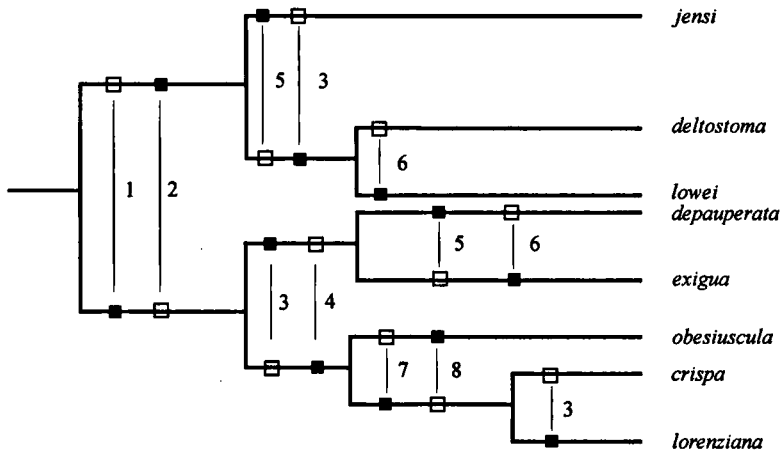 jensi
5 3
deltostoma
6
1 2
lowei
depauperata
5 6
3 4
exigua
obesiuscula
7 8
crispa
3
lorenziana